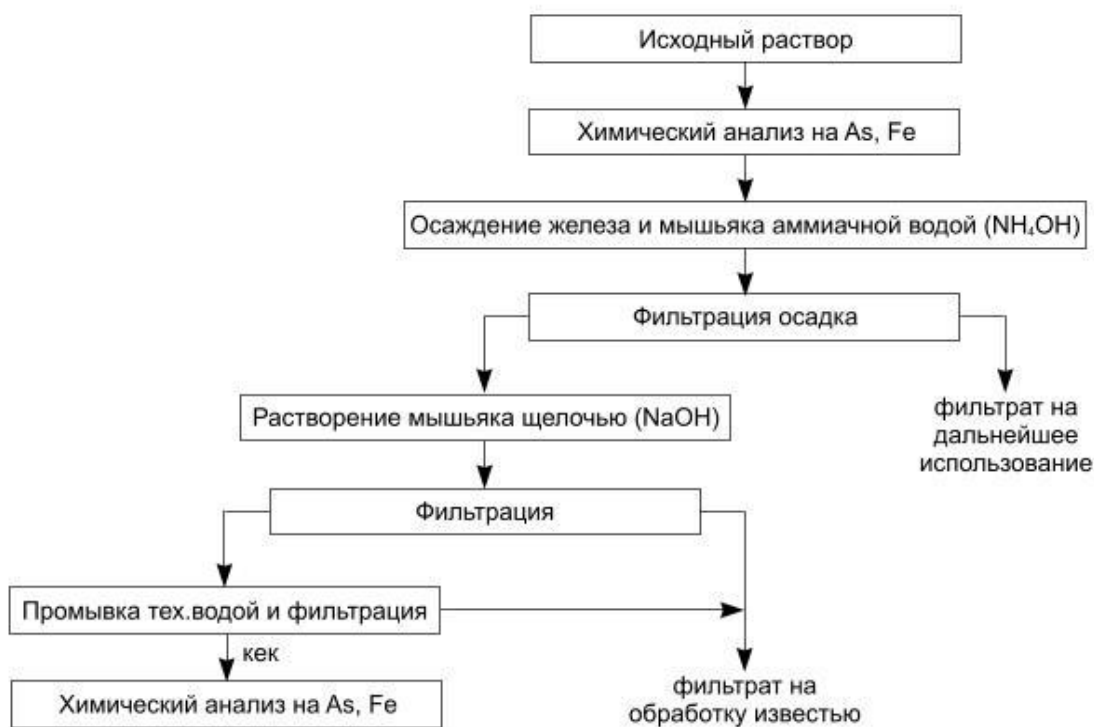 Исходный раствор
Химический анализ на As, Fe
Осаждение железа и мышьяка аммиачной водой (NH₄OH)
Фильтрация осадка
Растворение мышьяка щелочью (NaOH)
фильтрат на
дальнейшее
использование
Фильтрация
Промывка тех.водой и фильтрация
кек
Химический анализ на As, Fe
фильтрат на
обработку известью